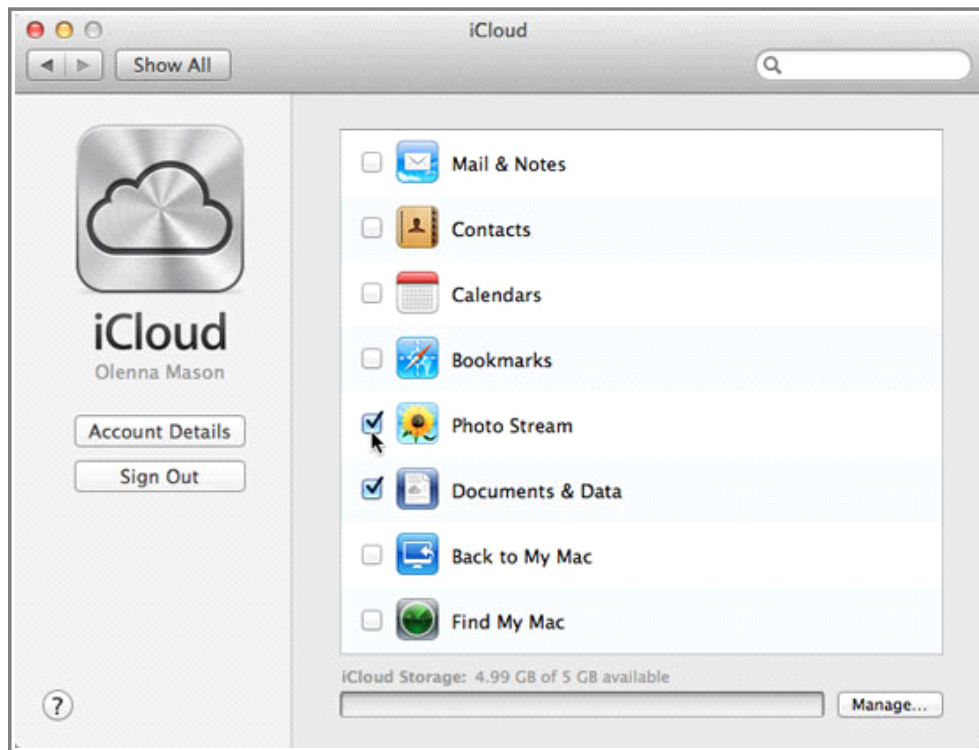 iCloud
Show All
iCloud
Olenna Mason
Account Details
Sign Out
?
Mail & Notes
Contacts
Calendars
Bookmarks
Photo Stream
Documents & Data
Back to My Mac
Find My Mac
iCloud Storage: 4.99 GB of 5 GB available
Manage...